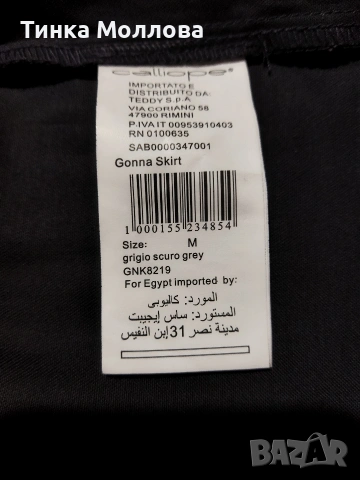 Тинка Моллова
calliope
IMPORTATO E
DISTRIBUITO DA:
TEDDY S.p.A
VIA CORIANO 58
47900 RIMINI
P.IVA IT 00953910403
RN 0100635
SAB0000347001
Gonna Skirt
1 000155 234854
Size: M
grigio scuro grey
GNK8219
For Egypt imported by:
المورد: كاليوبى
المستورد: ساس إيجيبت
مدينة نصر 31 إبن النفيس
BAZAR